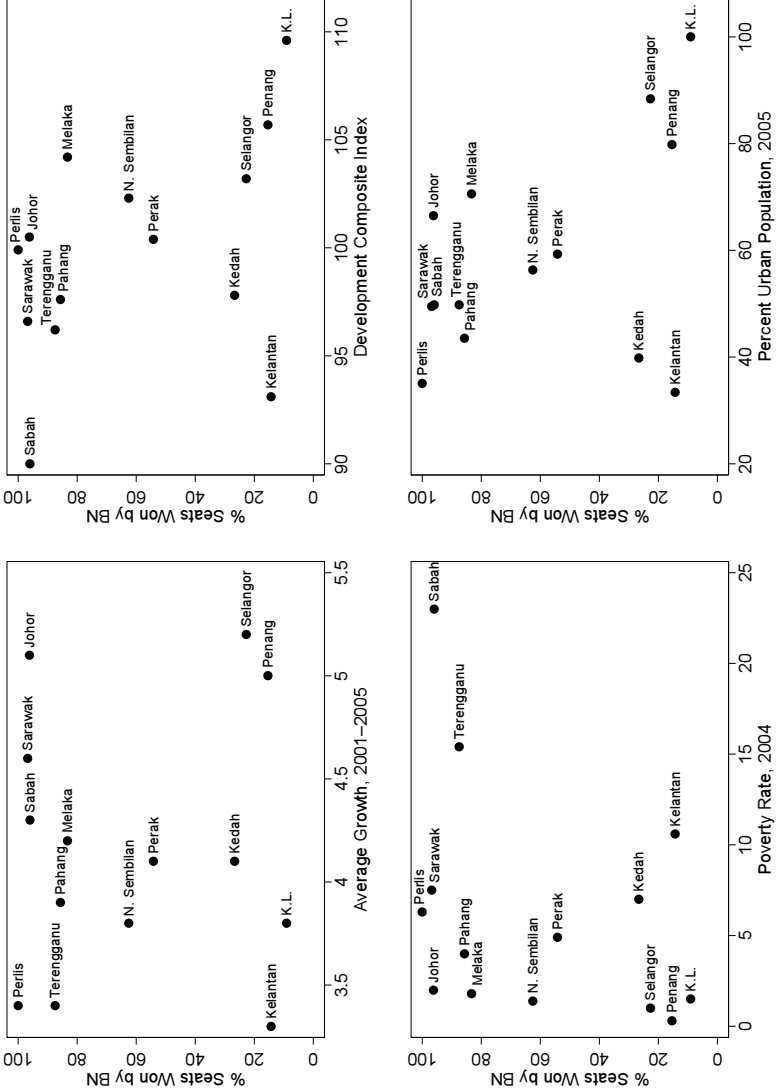 % Seats Won by BN
100
80
60
40
20
0
Perlis
Terengganu
Pahang
Sabah
Melaka
Sarawak
Johor
N. Sembilan
Perak
Kedah
Selangor
Penang
K.L.
Kelantan
3.5
4
4.5
5
5.5
Average Growth, 2001–2005
% Seats Won by BN
100
80
60
40
20
0
Sabah
Sarawak
Terengganu
Pahang
Perlis
Johor
Melaka
N. Sembilan
Perak
Kedah
Selangor
Penang
Kelantan
K.L.
90
95
100
105
110
Development Composite Index
% Seats Won by BN
100
80
60
40
20
0
Perlis
Sarawak
Johor
Pahang
Melaka
Terengganu
Sabah
N. Sembilan
Perak
Kedah
Selangor
Penang
K.L.
Kelantan
0
5
10
15
20
25
Poverty Rate, 2004
% Seats Won by BN
100
80
60
40
20
0
Perlis
Sarawak
Sabah
Terengganu
Pahang
Johor
Melaka
N. Sembilan
Perak
Kedah
Kelantan
Selangor
Penang
K.L.
20
40
60
80
100
Percent Urban Population, 2005